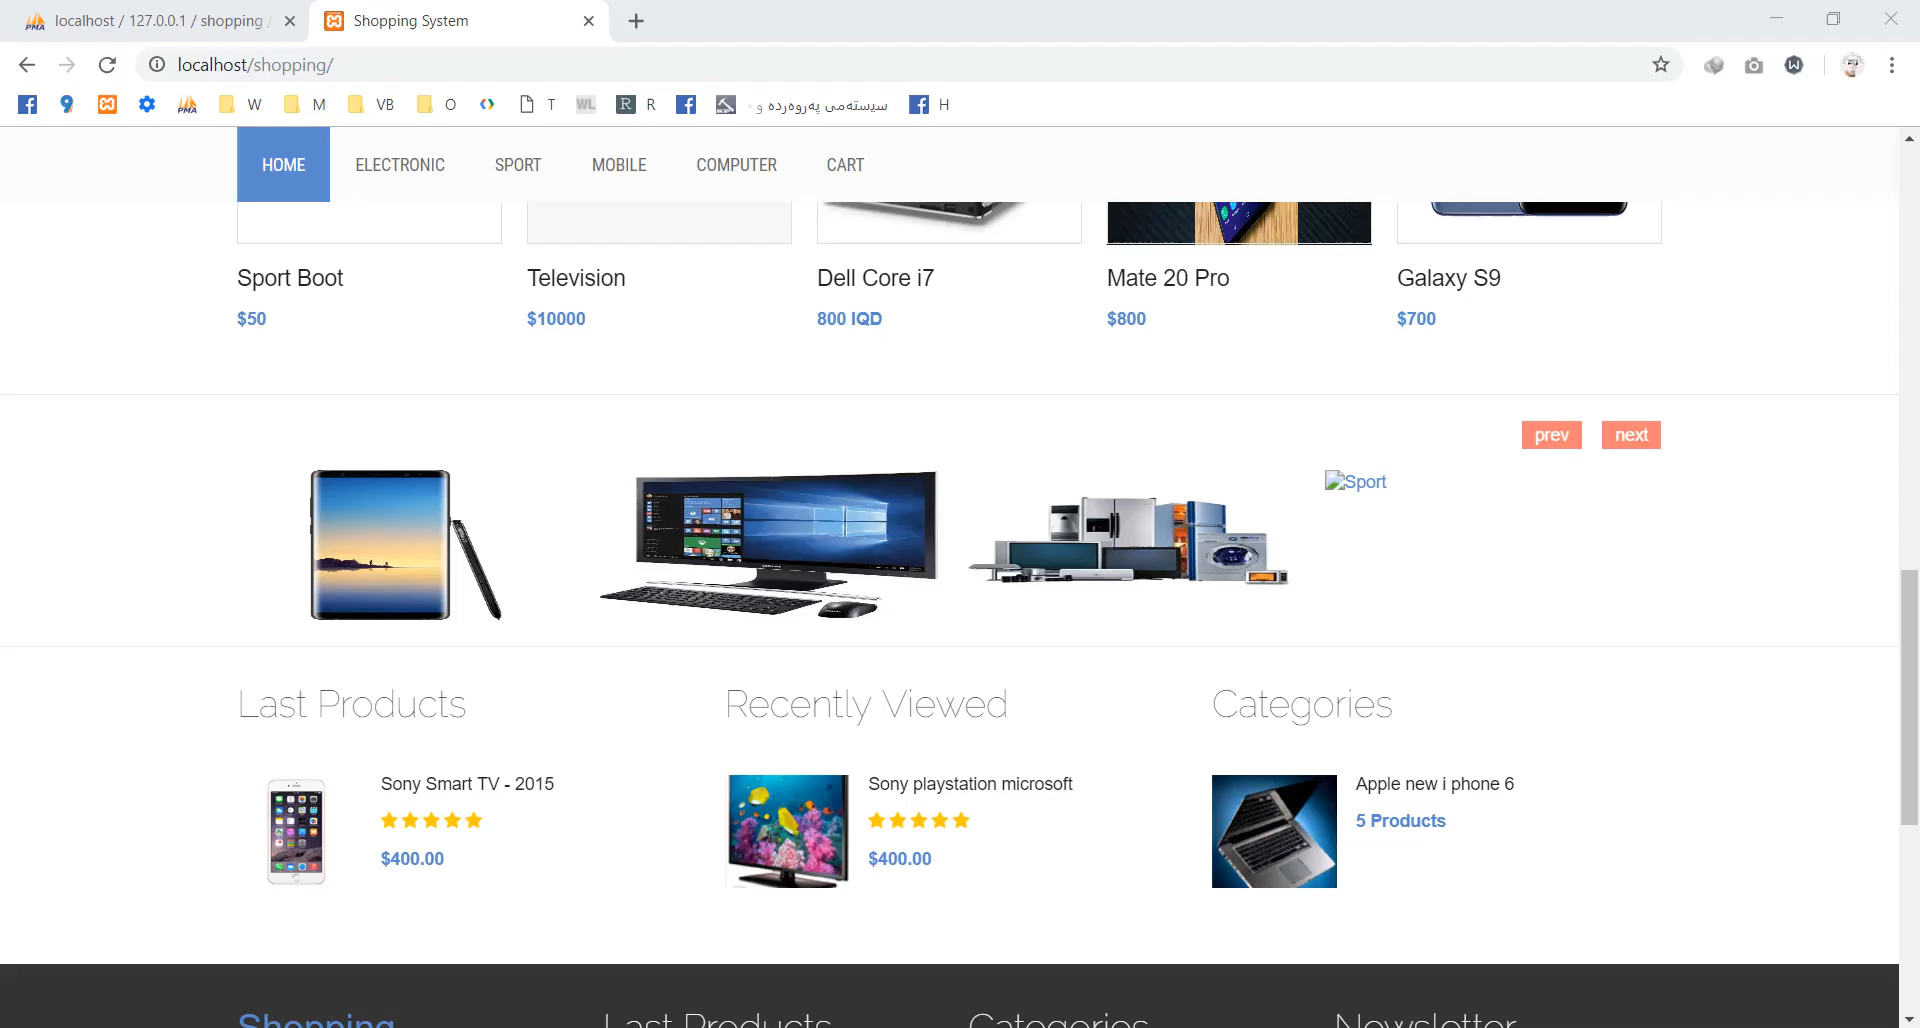 localhost / 127.0.0.1 / shopping /
Shopping System
localhost/shopping/
W M VB O T R سیستەمی پەروەردە و H
HOME ELECTRONIC SPORT MOBILE COMPUTER CART
Sport Boot Television Dell Core i7 Mate 20 Pro Galaxy S9
$50 $10000 800 IQD $800 $700
prev next
Sport
Last Products Recently Viewed Categories
Sony Smart TV - 2015 Sony playstation microsoft Apple new i phone 6
5 Products
$400.00 $400.00
Shopping Last Products Categories Newsletter